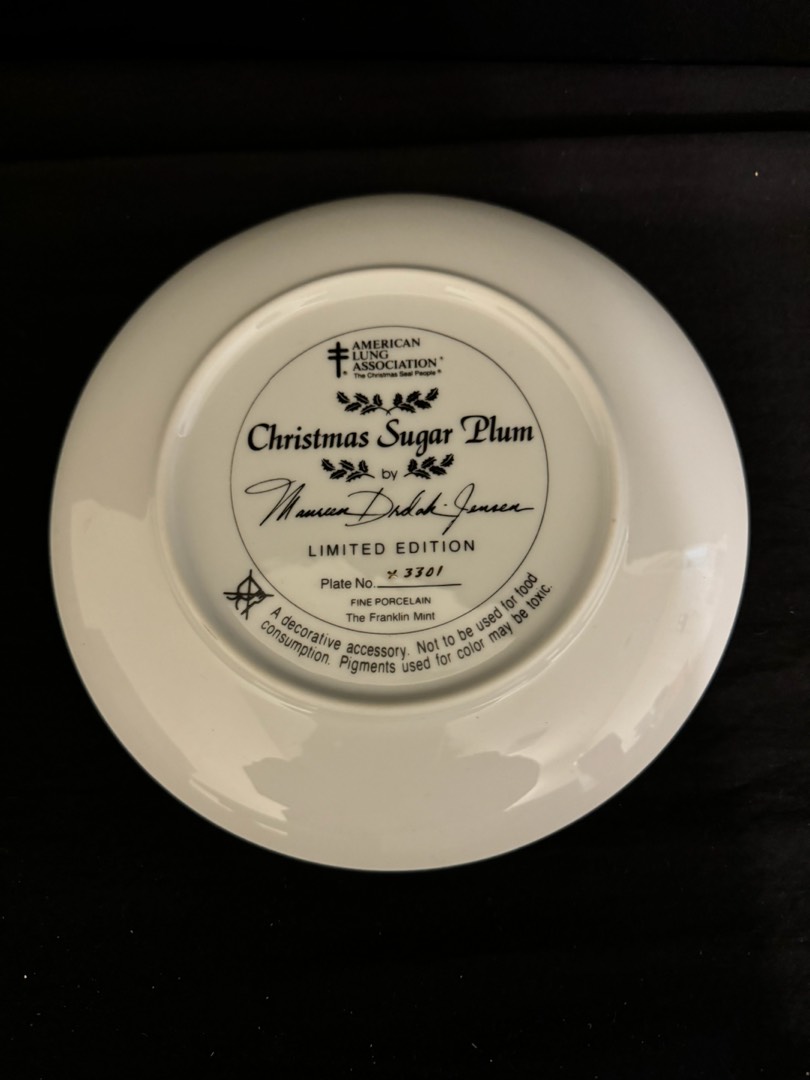 AMERICAN
LUNG
ASSOCIATION®
The Christmas Seal People®
Christmas Sugar Plum
by
Maureen Drdak-Jensen
LIMITED EDITION
Plate No. X3301
FINE PORCELAIN
The Franklin Mint
A decorative accessory. Not to be used for food
consumption. Pigments used for color may be toxic.